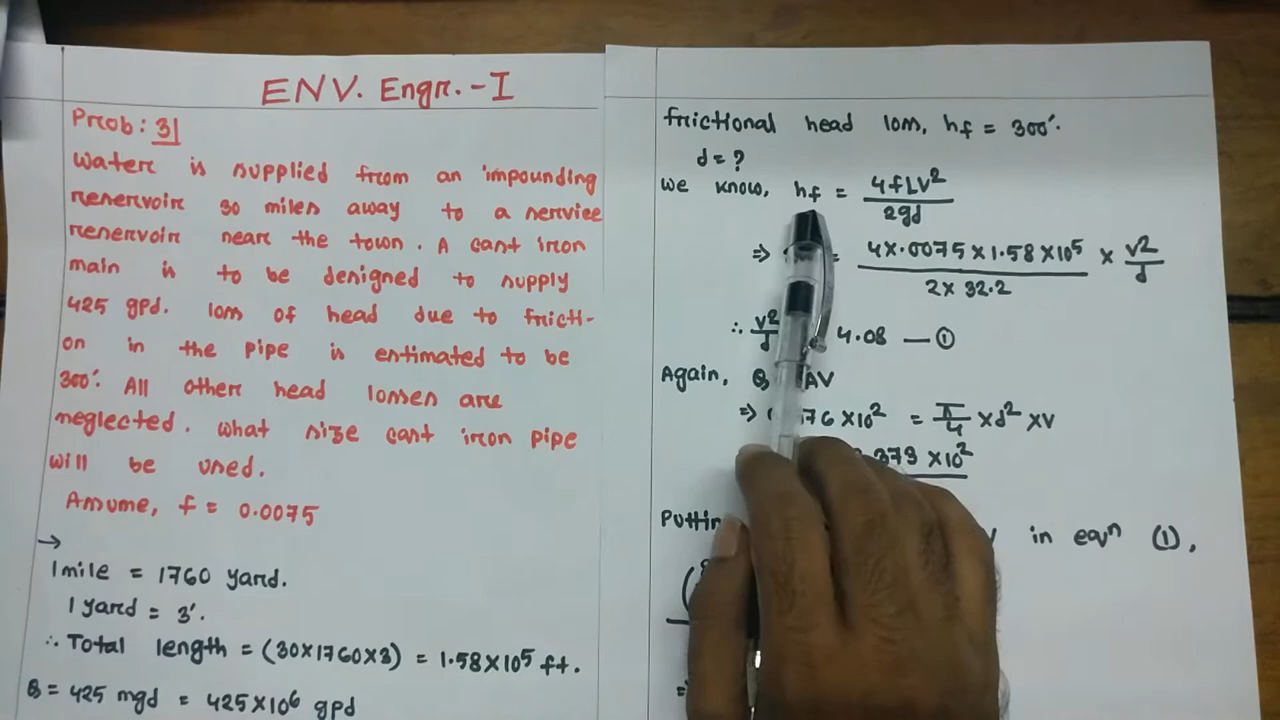 ENV. Engr. - I
Prob: 31
Water is supplied from an impounding
reservoir 30 miles away to a service
reservoir near the town. A cast iron
main is to be designed to supply
425 gpd. loss of head due to fricti-
on in the pipe is estimated to be
300'. All other head losses are
neglected. what size cast iron pipe
will be used.
Assume, f = 0.0075
→
1 mile = 1760 yard.
1 yard = 3'.
∴ Total length = (30×1760×3) = 1.58×10⁵ ft.
Q = 425 mgd = 425×10⁶ gpd
frictional head loss, hf = 300'.
d = ?
we know, hf = 4fLV² / 2gd
⇒ = 4×.0075×1.58×10⁵ / 2×32.2 × V²/d
∴ V²/d 4.08 — ①
Again, Q AV
⇒ 76×10² = π/4 ×d² ×V
373 ×10²
in eqⁿ (1),